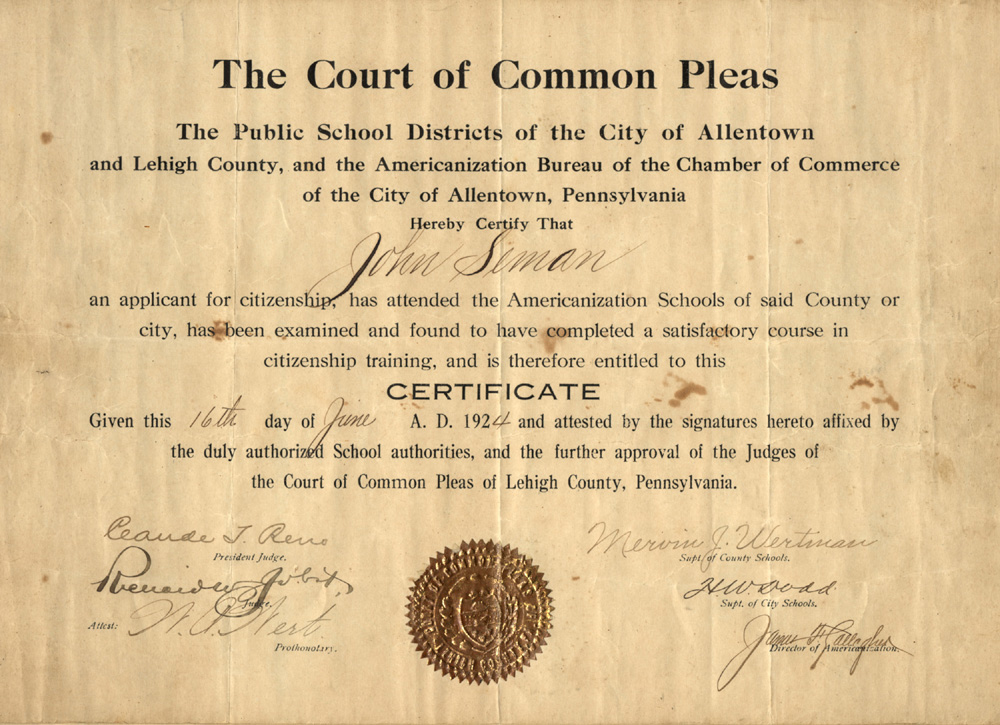 The Court of Common Pleas
The Public School Districts of the City of Allentown
and Lehigh County, and the Americanization Bureau of the Chamber of Commerce
of the City of Allentown, Pennsylvania
Hereby Certify That
John Seman
an applicant for citizenship, has attended the Americanization Schools of said County or
city, has been examined and found to have completed a satisfactory course in
citizenship training, and is therefore entitled to this
CERTIFICATE
Given this 16th day of June A. D. 1924 and attested by the signatures hereto affixed by
the duly authorized School authorities, and the further approval of the Judges of
the Court of Common Pleas of Lehigh County, Pennsylvania.
Claude T. Reno
President Judge.
Judge.
Attest:
Prothonotary.
Mervin J. Wertman
Supt. of County Schools.
H.W. Dodd
Supt. of City Schools.
James F. Gallagher
Director of Americanization.